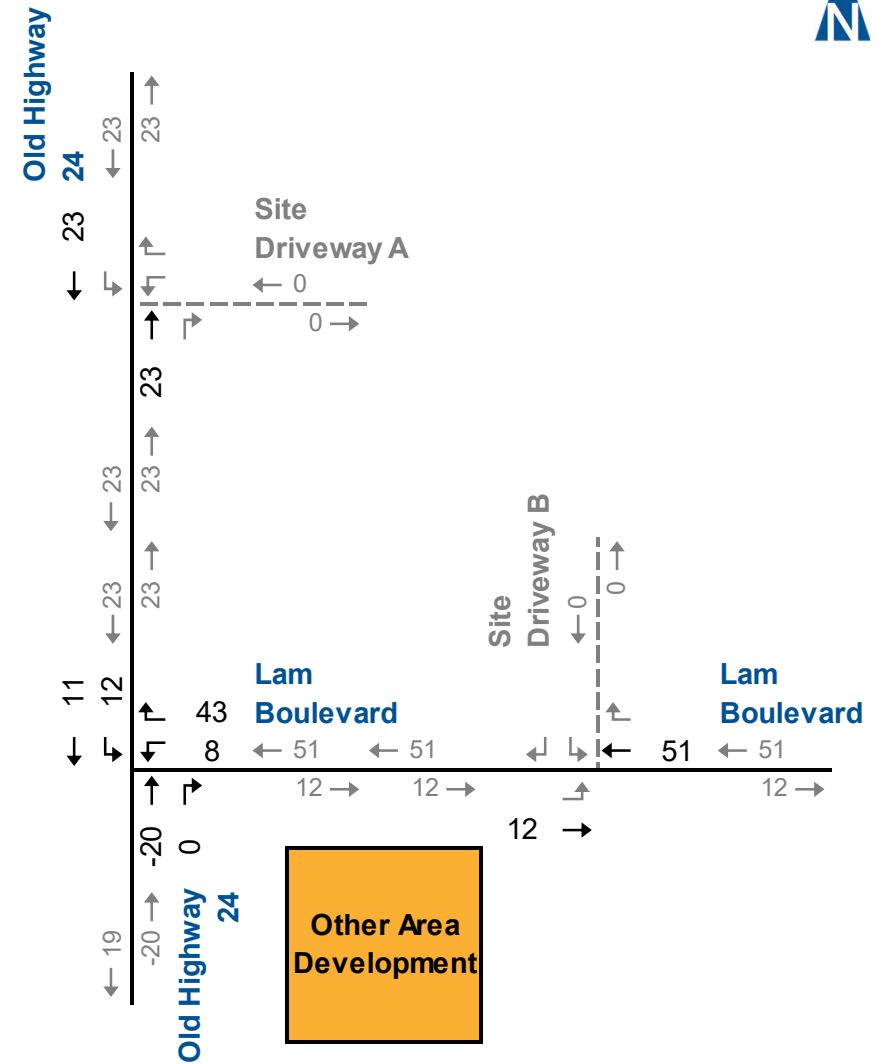 N
Old Highway
24
23
23
23
Site
Driveway A
0
0
23
23
23
23
23
Site
Driveway B
0
0
11
12
43
8
Lam
Boulevard
51
51
51
Lam
Boulevard
51
12
12
12
12
-20
0
19
-20
Old Highway
24
Other Area
Development